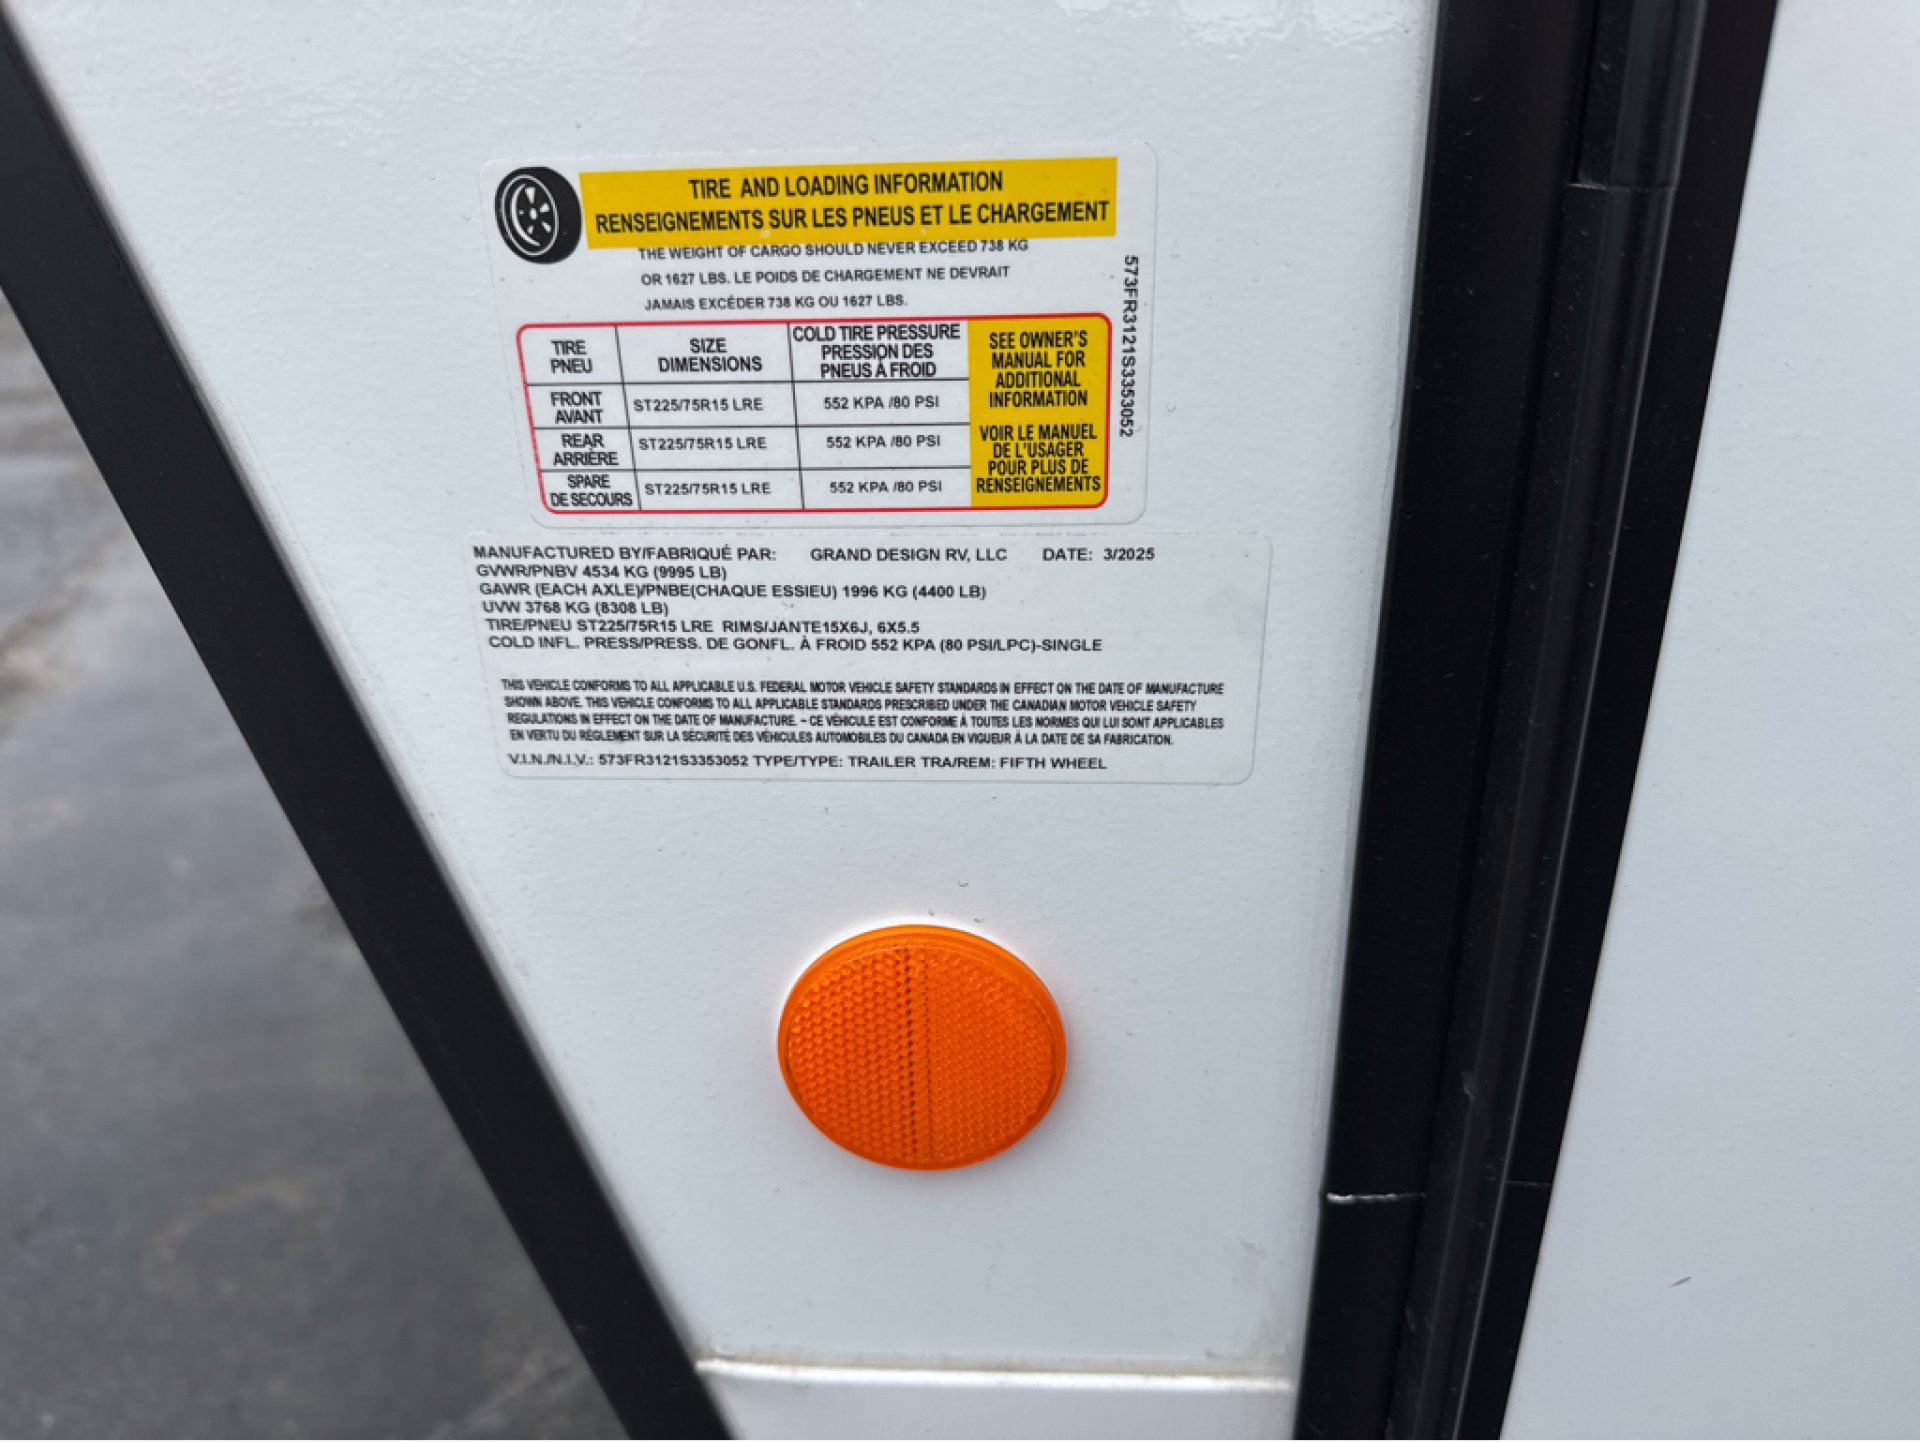 TIRE AND LOADING INFORMATION
RENSEIGNEMENTS SUR LES PNEUS ET LE CHARGEMENT
THE WEIGHT OF CARGO SHOULD NEVER EXCEED 738 KG
OR 1627 LBS. LE POIDS DE CHARGEMENT NE DEVRAIT
JAMAIS EXCÉDER 738 KG OU 1627 LBS.
TIRE
PNEU
SIZE
DIMENSIONS
COLD TIRE PRESSURE
PRESSION DES
PNEUS À FROID
FRONT
AVANT
ST225/75R15 LRE
552 KPA /80 PSI
REAR
ARRIÈRE
ST225/75R15 LRE
552 KPA /80 PSI
SPARE
DE SECOURS
ST225/75R15 LRE
552 KPA /80 PSI
SEE OWNER'S
MANUAL FOR
ADDITIONAL
INFORMATION
VOIR LE MANUEL
DE L'USAGER
POUR PLUS DE
RENSEIGNEMENTS
573FR3121S3353052
MANUFACTURED BY/FABRIQUÉ PAR: GRAND DESIGN RV, LLC DATE: 3/2025
GVWR/PNBV 4534 KG (9995 LB)
GAWR (EACH AXLE)/PNBE(CHAQUE ESSIEU) 1996 KG (4400 LB)
UVW 3768 KG (8308 LB)
TIRE/PNEU ST225/75R15 LRE RIMS/JANTE15X6J, 6X5.5
COLD INFL. PRESS/PRESS. DE GONFL. À FROID 552 KPA (80 PSI/LPC)-SINGLE
THIS VEHICLE CONFORMS TO ALL APPLICABLE U.S. FEDERAL MOTOR VEHICLE SAFETY STANDARDS IN EFFECT ON THE DATE OF MANUFACTURE
SHOWN ABOVE. THIS VEHICLE CONFORMS TO ALL APPLICABLE STANDARDS PRESCRIBED UNDER THE CANADIAN MOTOR VEHICLE SAFETY
REGULATIONS IN EFFECT ON THE DATE OF MANUFACTURE. - CE VÉHICULE EST CONFORME À TOUTES LES NORMES QUI LUI SONT APPLICABLES
EN VERTU DU RÈGLEMENT SUR LA SÉCURITÉ DES VÉHICULES AUTOMOBILES DU CANADA EN VIGUEUR À LA DATE DE SA FABRICATION.
V.I.N./N.I.V.: 573FR3121S3353052 TYPE/TYPE: TRAILER TRA/REM: FIFTH WHEEL